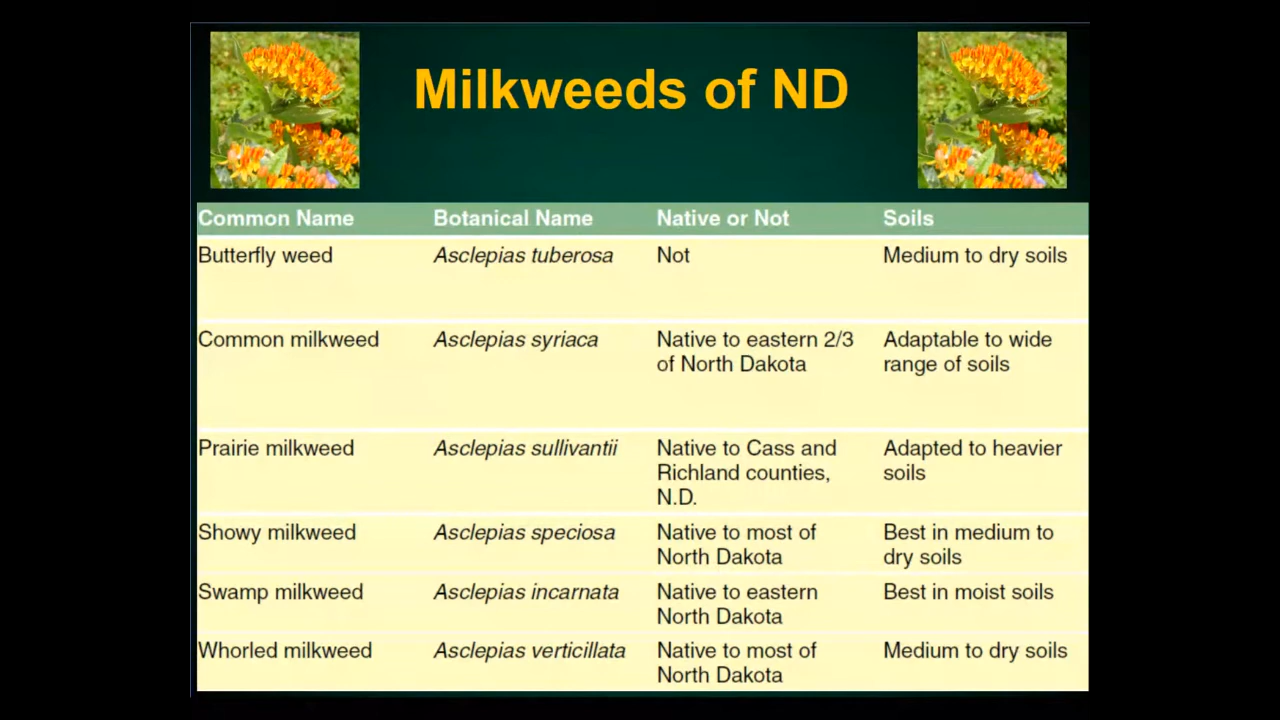 Milkweeds of ND
Common Name Botanical Name Native or Not Soils
Butterfly weed Asclepias tuberosa Not Medium to dry soils
Common milkweed Asclepias syriaca Native to eastern 2/3 Adaptable to wide
of North Dakota range of soils
Prairie milkweed Asclepias sullivantii Native to Cass and Adapted to heavier
Richland counties, soils
N.D.
Showy milkweed Asclepias speciosa Native to most of Best in medium to
North Dakota dry soils
Swamp milkweed Asclepias incarnata Native to eastern Best in moist soils
North Dakota
Whorled milkweed Asclepias verticillata Native to most of Medium to dry soils
North Dakota